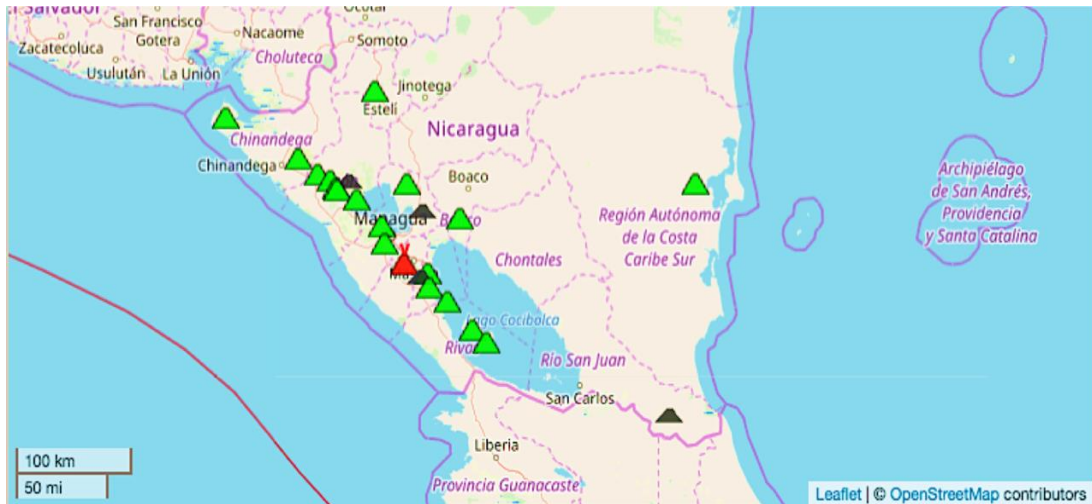 El Salvador
San Francisco
Gotera
Zacatecoluca
Usulután
La Unión
Nacaome
Choluteca
Ocotal
Somoto
Jinotega
Estelí
Nicaragua
Chinandega
Chinandega
Boaco
Managua
Región Autónoma
de la Costa
Caribe Sur
Chontales
Archipiélago
de San Andrés,
Providencia
y Santa Catalina
Lago Cocibolca
Río San Juan
San Carlos
Liberia
Provincia Guanacaste
100 km
50 mi
Leaflet | © OpenStreetMap contributors